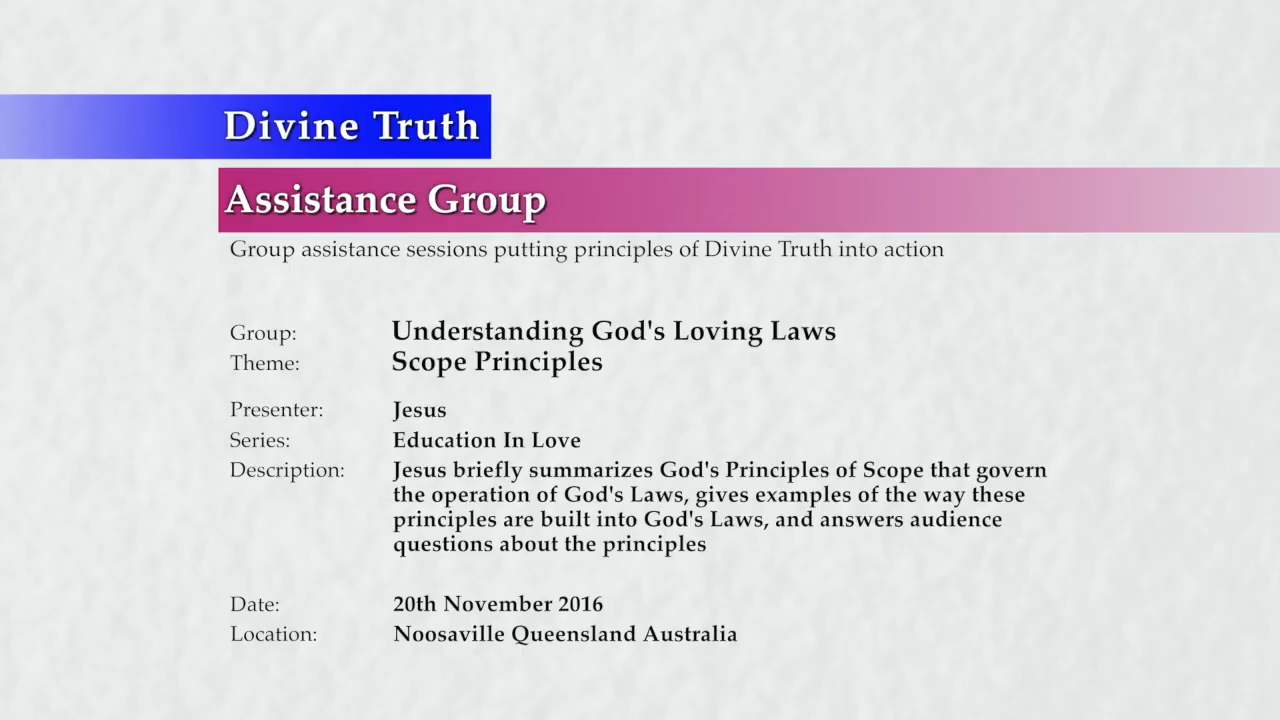 Divine Truth
Assistance Group
Group assistance sessions putting principles of Divine Truth into action
Group: Understanding God's Loving Laws
Theme: Scope Principles
Presenter: Jesus
Series: Education In Love
Description: Jesus briefly summarizes God's Principles of Scope that govern
the operation of God's Laws, gives examples of the way these
principles are built into God's Laws, and answers audience
questions about the principles
Date: 20th November 2016
Location: Noosaville Queensland Australia